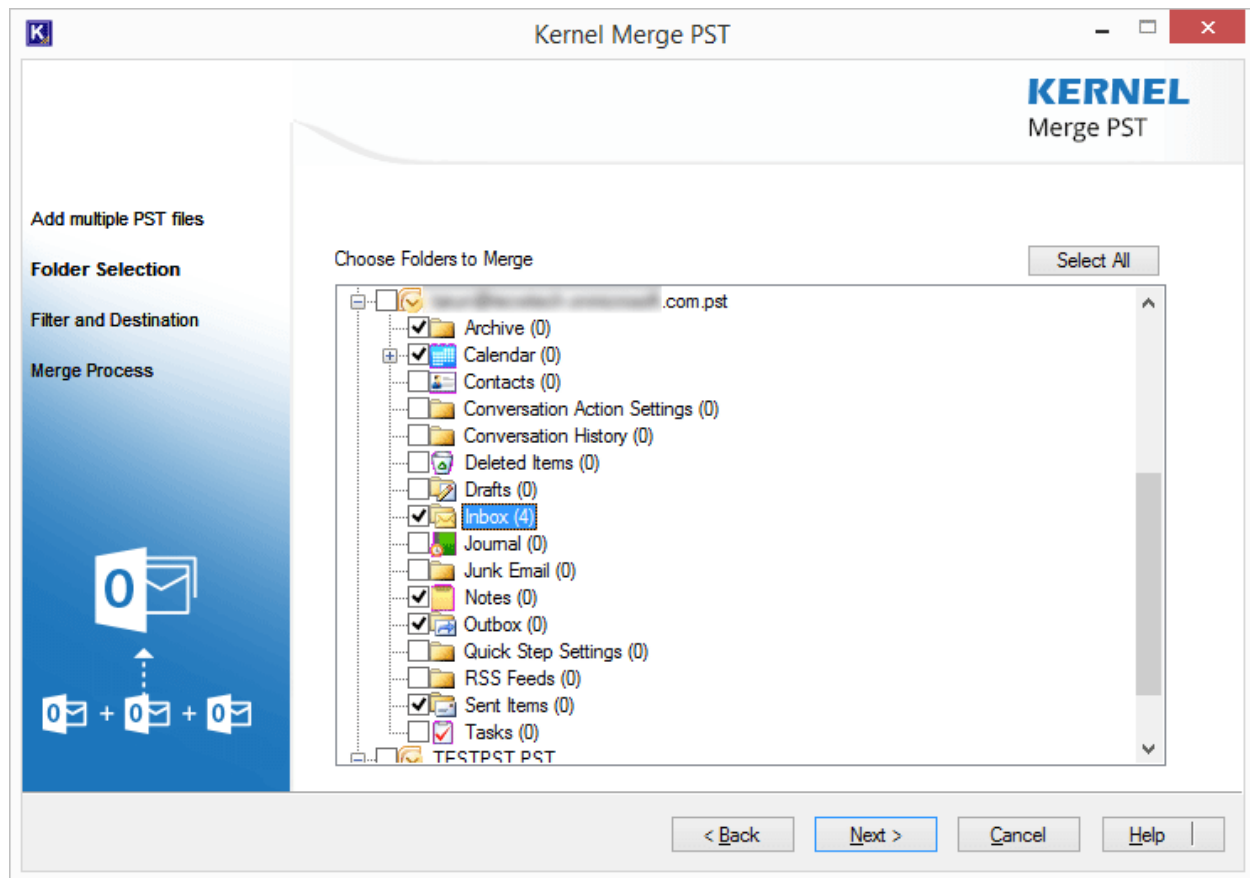 Kernel Merge PST
KERNEL
Merge PST
Add multiple PST files
Folder Selection
Filter and Destination
Merge Process
Choose Folders to Merge
Select All
.com.pst
Archive (0)
Calendar (0)
Contacts (0)
Conversation Action Settings (0)
Conversation History (0)
Deleted Items (0)
Drafts (0)
Inbox (4)
Journal (0)
Junk Email (0)
Notes (0)
Outbox (0)
Quick Step Settings (0)
RSS Feeds (0)
Sent Items (0)
Tasks (0)
TESTPST.PST
< Back
Next >
Cancel
Help